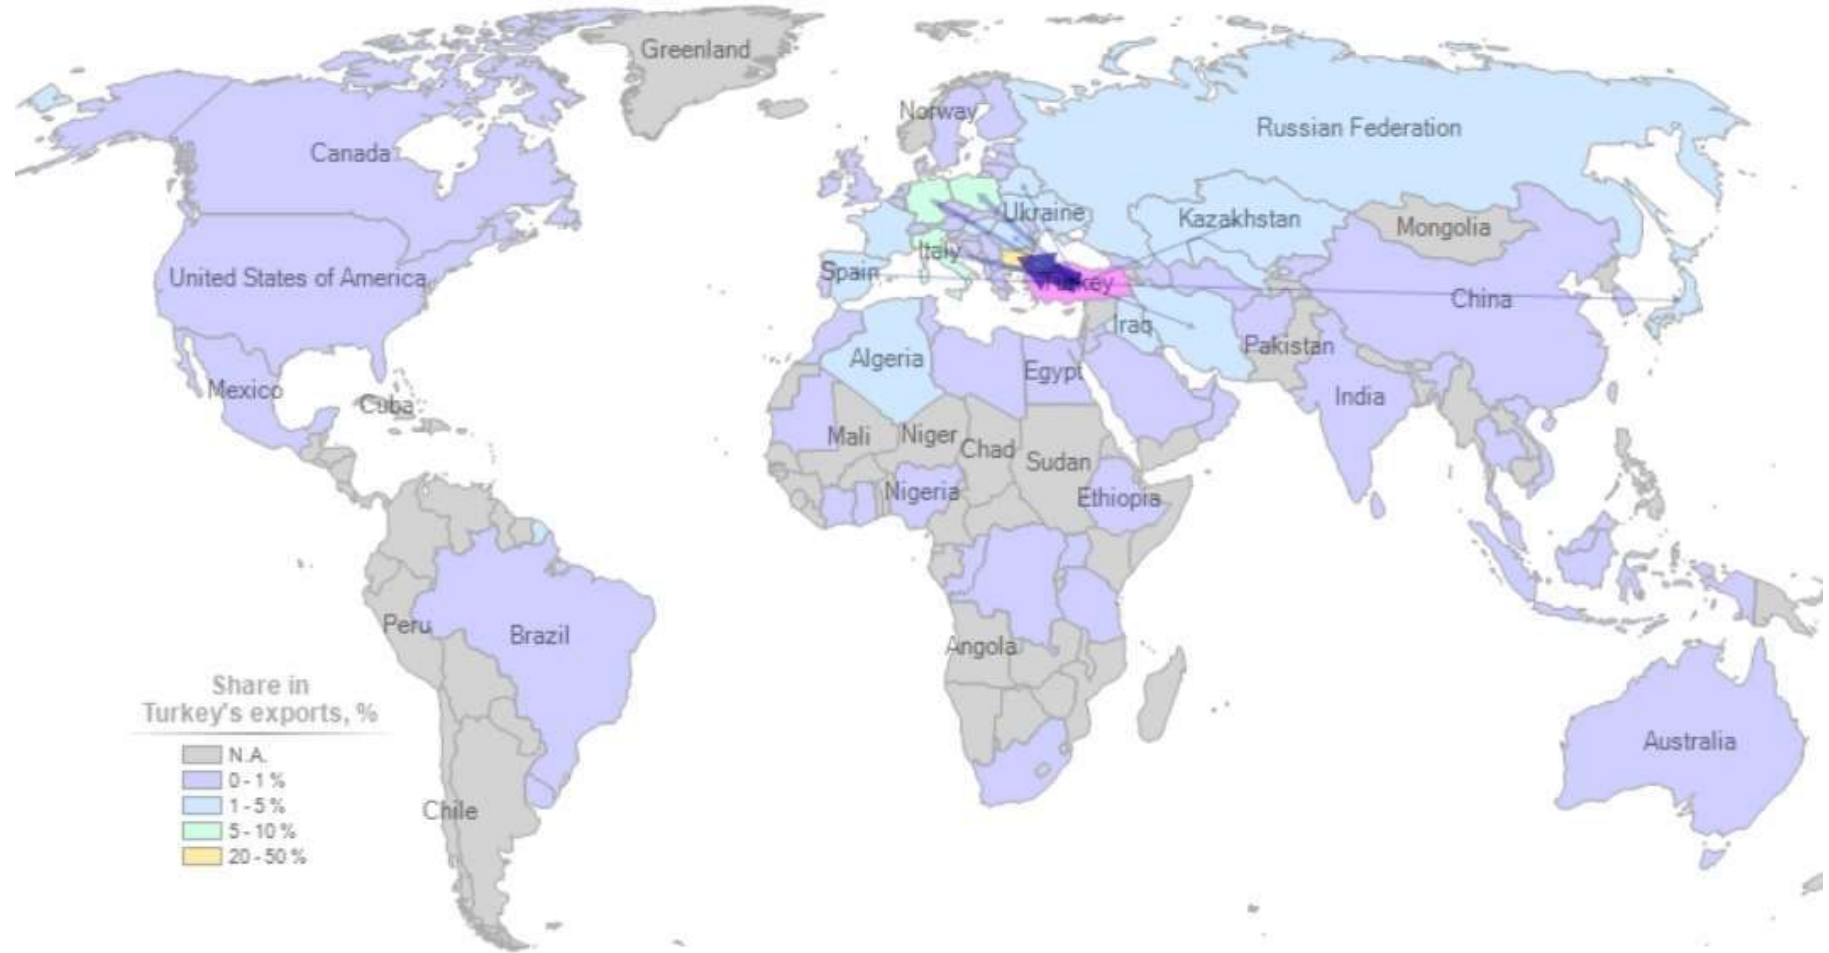 Greenland
Norway
Russian Federation
Canada
Ukraine
Kazakhstan
Mongolia
Italy
Spain
United States of America
Turkey
China
Iraq
Pakistan
Algeria
Egypt
Mexico
India
Cuba
Mali
Niger
Chad
Sudan
Nigeria
Ethiopia
Peru
Brazil
Angola
Share in
Turkey's exports, %
N.A.
0 - 1 %
1 - 5 %
5 - 10 %
20 - 50 %
Chile
Australia